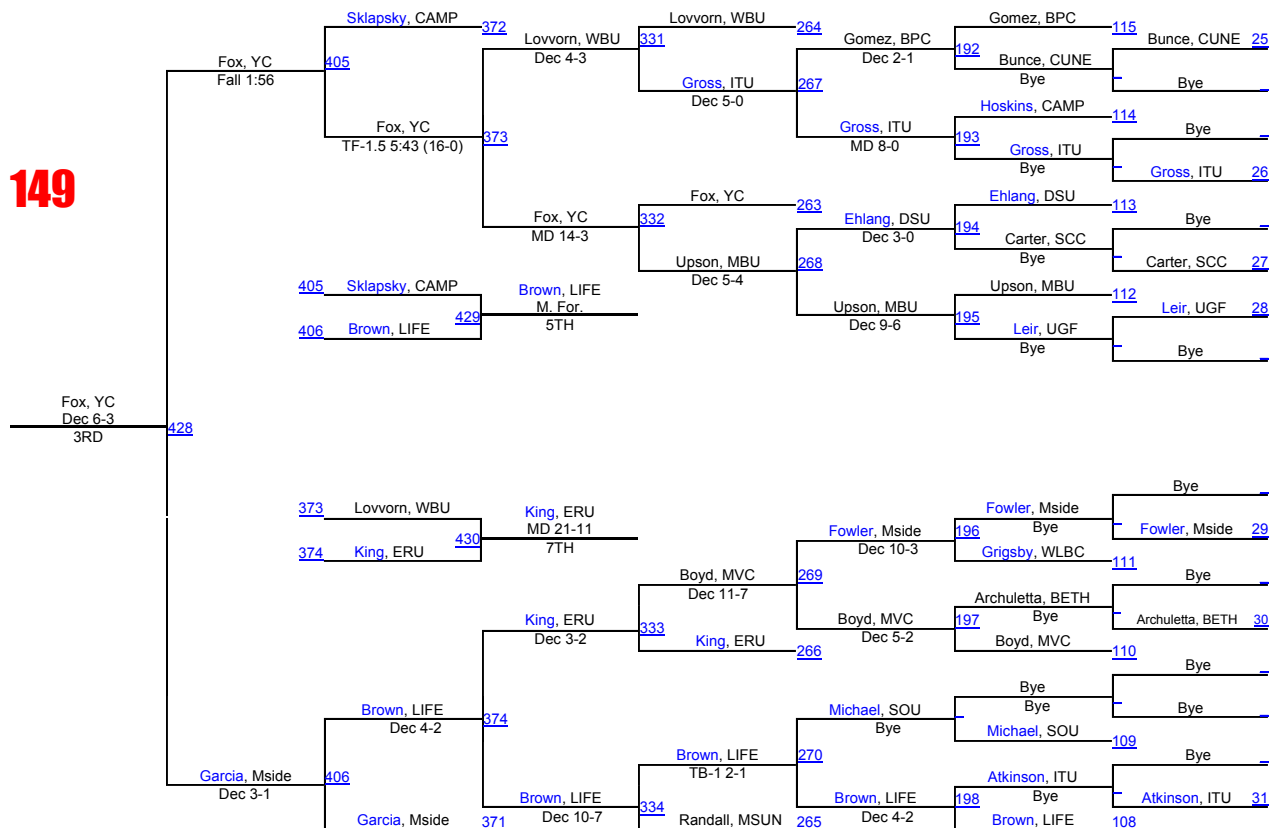 Sklapsky, CAMP 372 Lovvorn, WBU 264 Gomez, BPC 115
Lovvorn, WBU 331 Gomez, BPC 192 Bunce, CUNE 25
Fox, YC 405 Dec 4-3 Dec 2-1 Bunce, CUNE
Fall 1:56 Gross, ITU 267 Bye Bye
Dec 5-0 Hoskins, CAMP 114
Fox, YC 373 Gross, ITU 193 Bye
TF-1.5 5:43 (16-0) MD 8-0 Gross, ITU
Bye Gross, ITU 26
149
Fox, YC 263 Ehlang, DSU 113
Fox, YC 332 Ehlang, DSU 194 Bye
MD 14-3 Dec 3-0 Carter, SCC
Upson, MBU 268 Bye Carter, SCC 27
Dec 5-4
405 Sklapsky, CAMP Brown, LIFE Upson, MBU 112
429 M. For. Upson, MBU 195 Leir, UGF 28
406 Brown, LIFE 5TH Dec 9-6 Leir, UGF
Bye Bye
Fox, YC
Dec 6-3 428
3RD
Bye
373 Lovvorn, WBU King, ERU Fowler, Mside
430 MD 21-11 Fowler, Mside 196 Bye Fowler, Mside 29
374 King, ERU 7TH Dec 10-3 Grigsby, WLBC 111
Boyd, MVC 269 Bye
Dec 11-7 Archuletta, BETH
King, ERU 333 Boyd, MVC 197 Bye Archuletta, BETH 30
Dec 3-2 King, ERU 266 Dec 5-2 Boyd, MVC 110
Bye
Bye
Brown, LIFE 374 Michael, SOU Bye Bye
Dec 4-2 Bye Michael, SOU 109
Brown, LIFE 270 Bye
Garcia, Mside 406 TB-1 2-1 Atkinson, ITU
Dec 3-1 Brown, LIFE 334 Brown, LIFE 198 Bye Atkinson, ITU 31
Garcia, Mside 371 Dec 10-7 Randall, MSUN 265 Dec 4-2 Brown, LIFE 108